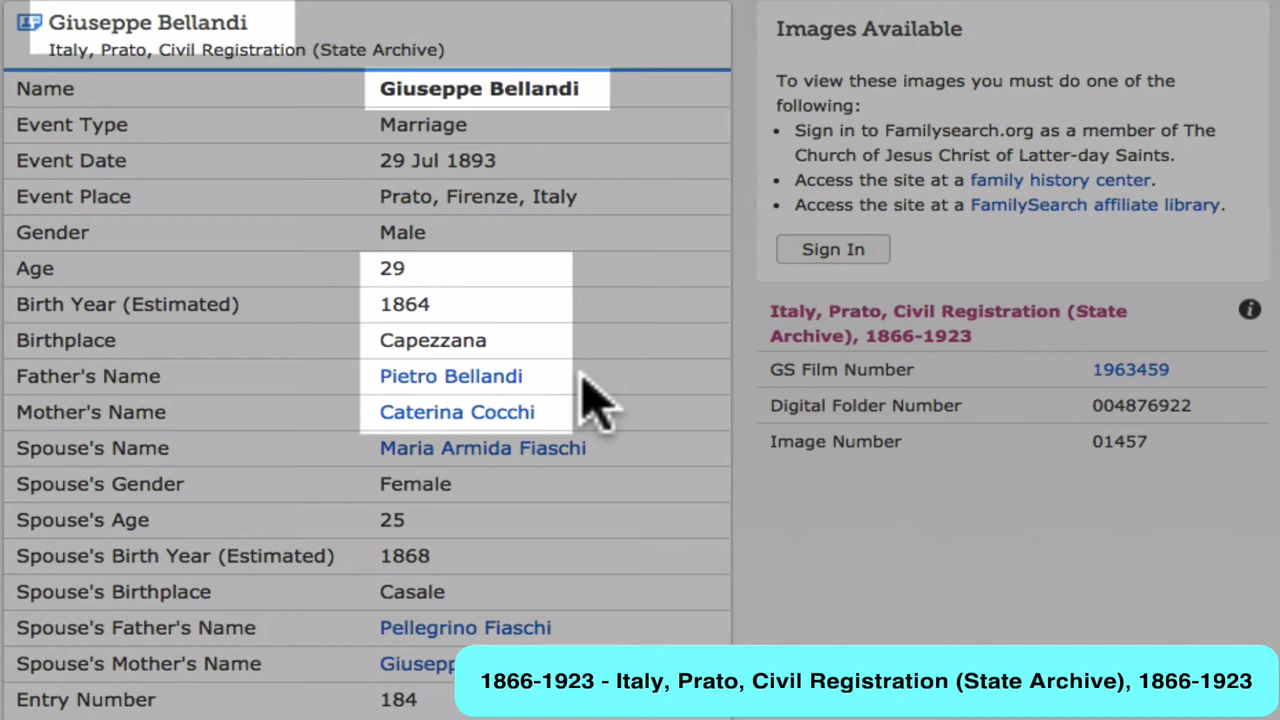 Giuseppe Bellandi
Italy, Prato, Civil Registration (State Archive)
Name Giuseppe Bellandi
Event Type Marriage
Event Date 29 Jul 1893
Event Place Prato, Firenze, Italy
Gender Male
Age 29
Birth Year (Estimated) 1864
Birthplace Capezzana
Father's Name Pietro Bellandi
Mother's Name Caterina Cocchi
Spouse's Name Maria Armida Fiaschi
Spouse's Gender Female
Spouse's Age 25
Spouse's Birth Year (Estimated) 1868
Spouse's Birthplace Casale
Spouse's Father's Name Pellegrino Fiaschi
Spouse's Mother's Name
Entry Number 184
Images Available
To view these images you must do one of the
following:
• Sign in to Familysearch.org as a member of The
Church of Jesus Christ of Latter-day Saints.
• Access the site at a family history center.
• Access the site at a FamilySearch affiliate library.
Sign In
Italy, Prato, Civil Registration (State
Archive), 1866-1923
GS Film Number 1963459
Digital Folder Number 004876922
Image Number 01457
1866-1923 - Italy, Prato, Civil Registration (State Archive), 1866-1923